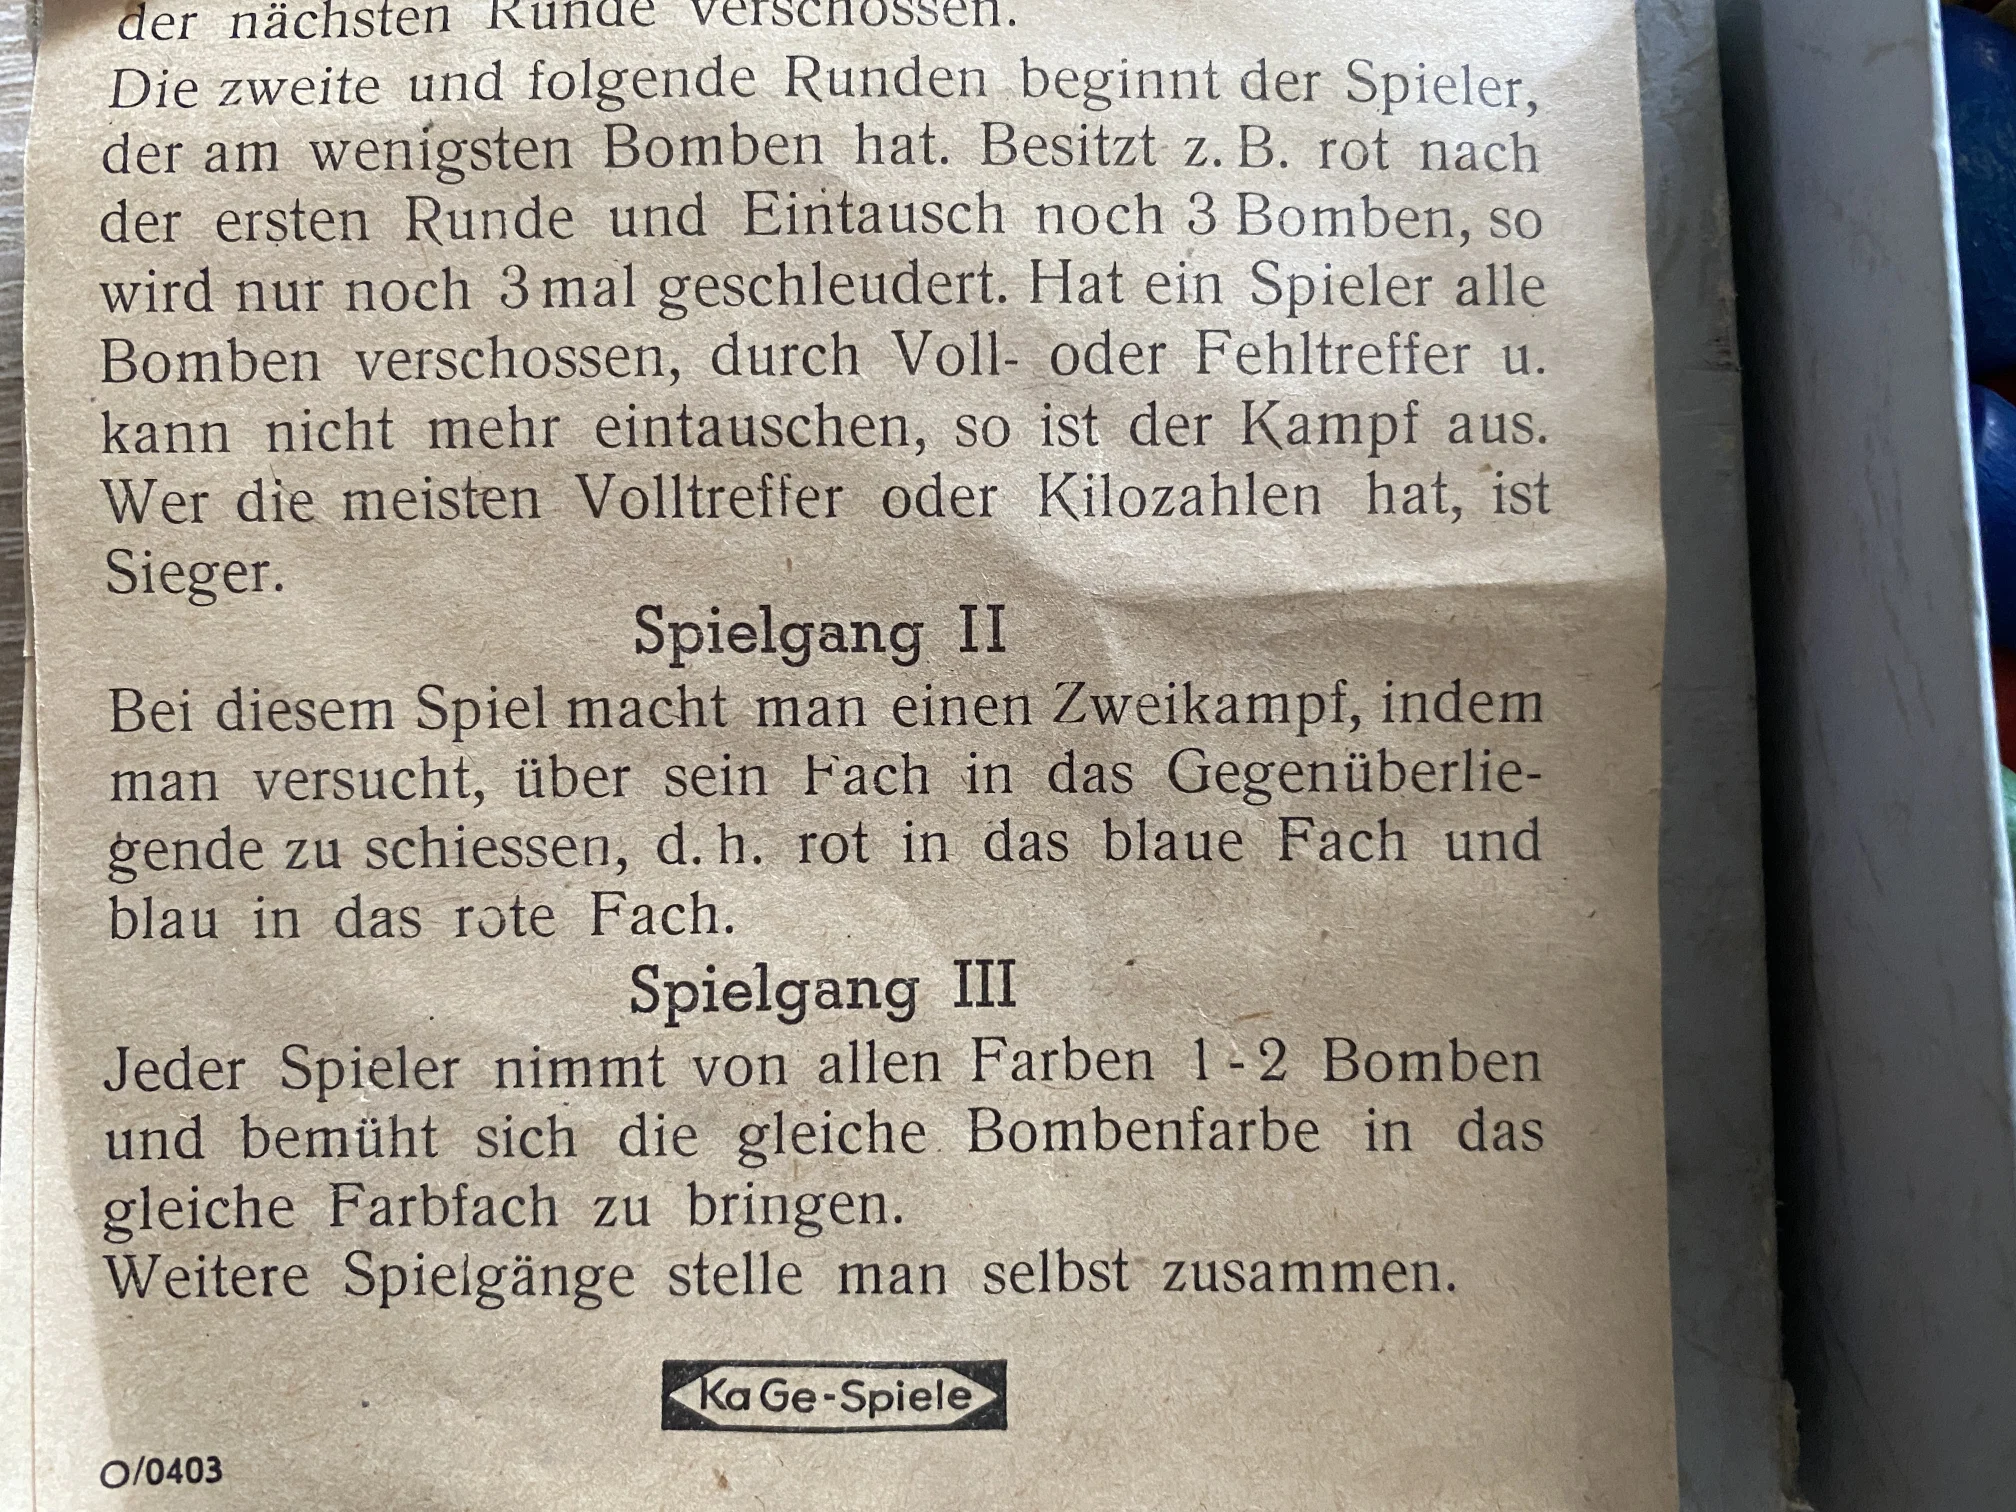 der nächsten Runde verschossen.
Die zweite und folgende Runden beginnt der Spieler,
der am wenigsten Bomben hat. Besitzt z. B. rot nach
der ersten Runde und Eintausch noch 3 Bomben, so
wird nur noch 3 mal geschleudert. Hat ein Spieler alle
Bomben verschossen, durch Voll- oder Fehltreffer u.
kann nicht mehr eintauschen, so ist der Kampf aus.
Wer die meisten Volltreffer oder Kilozahlen hat, ist
Sieger.
Spielgang II
Bei diesem Spiel macht man einen Zweikampf, indem
man versucht, über sein Fach in das Gegenüberlie-
gende zu schiessen, d. h. rot in das blaue Fach und
blau in das rote Fach.
Spielgang III
Jeder Spieler nimmt von allen Farben 1 - 2 Bomben
und bemüht sich die gleiche Bombenfarbe in das
gleiche Farbfach zu bringen.
Weitere Spielgänge stelle man selbst zusammen.
Ka Ge-Spiele
O/0403